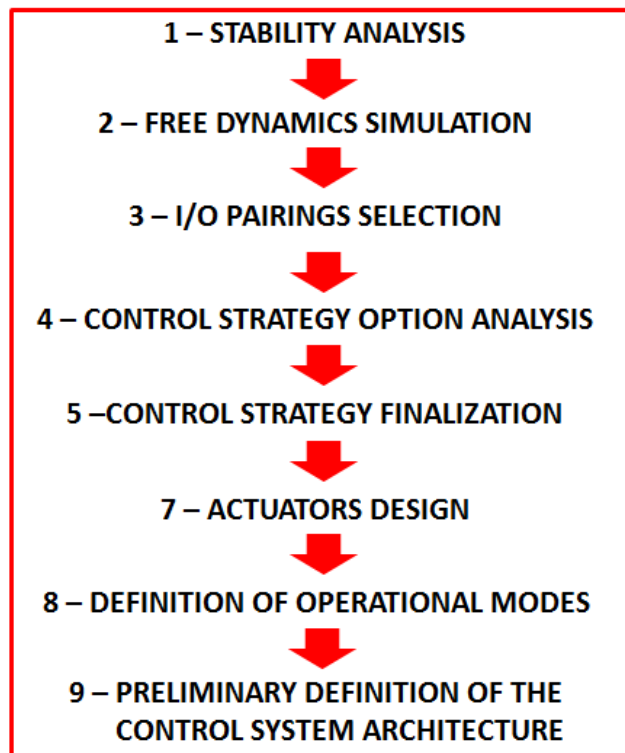 1 – STABILITY ANALYSIS
2 – FREE DYNAMICS SIMULATION
3 – I/O PAIRINGS SELECTION
4 – CONTROL STRATEGY OPTION ANALYSIS
5 –CONTROL STRATEGY FINALIZATION
7 – ACTUATORS DESIGN
8 – DEFINITION OF OPERATIONAL MODES
9 – PRELIMINARY DEFINITION OF THE
CONTROL SYSTEM ARCHITECTURE